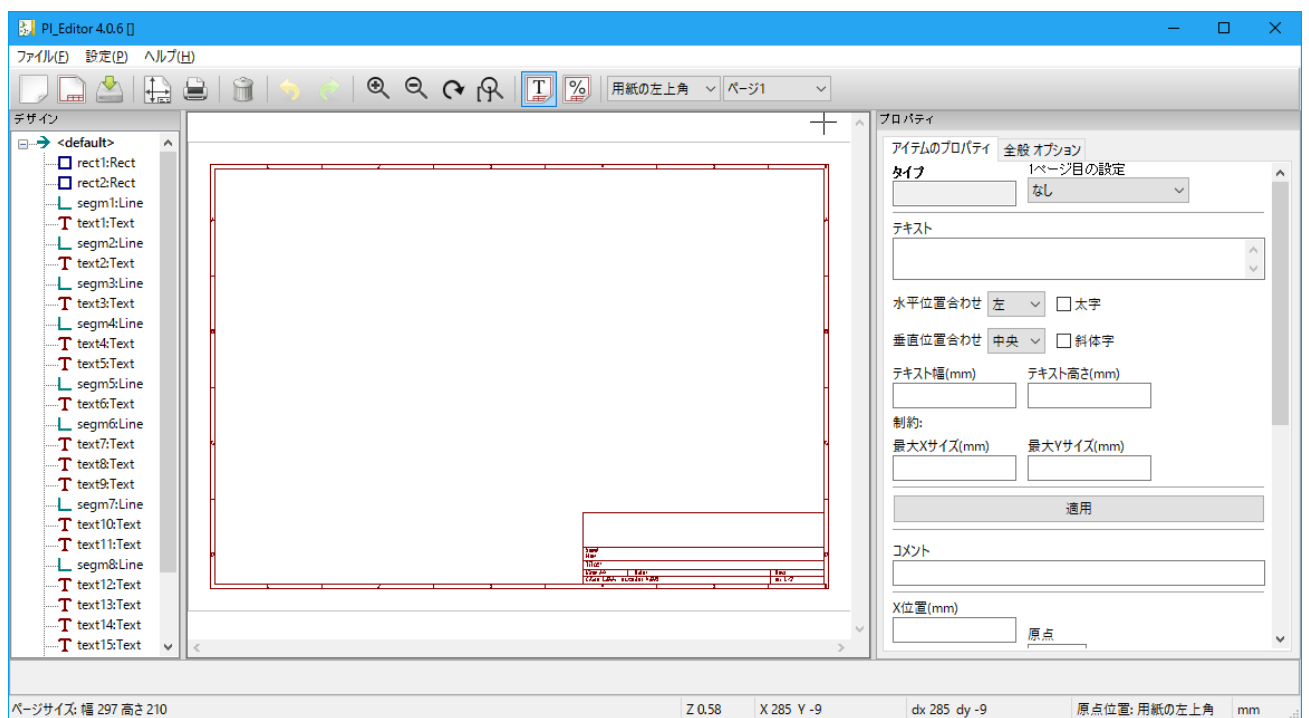 Pl_Editor 4.0.6 []
ファイル(F) 設定(P) ヘルプ(H)
用紙の左上角 ページ1
デザイン
<default>
rect1:Rect
rect2:Rect
segm1:Line
text1:Text
segm2:Line
text2:Text
segm3:Line
text3:Text
segm4:Line
text4:Text
text5:Text
segm5:Line
text6:Text
segm6:Line
text7:Text
text8:Text
text9:Text
segm7:Line
text10:Text
text11:Text
segm8:Line
text12:Text
text13:Text
text14:Text
text15:Text
プロパティ
アイテムのプロパティ 全般 オプション
タイプ 1ページ目の設定
なし
テキスト
水平位置合わせ 左 太字
垂直位置合わせ 中央 斜体字
テキスト幅(mm) テキスト高さ(mm)
制約:
最大Xサイズ(mm) 最大Yサイズ(mm)
適用
コメント
X位置(mm)
原点
ページサイズ: 幅 297 高さ 210 Z 0.58 X 285 Y -9 dx 285 dy -9 原点位置: 用紙の左上角 mm